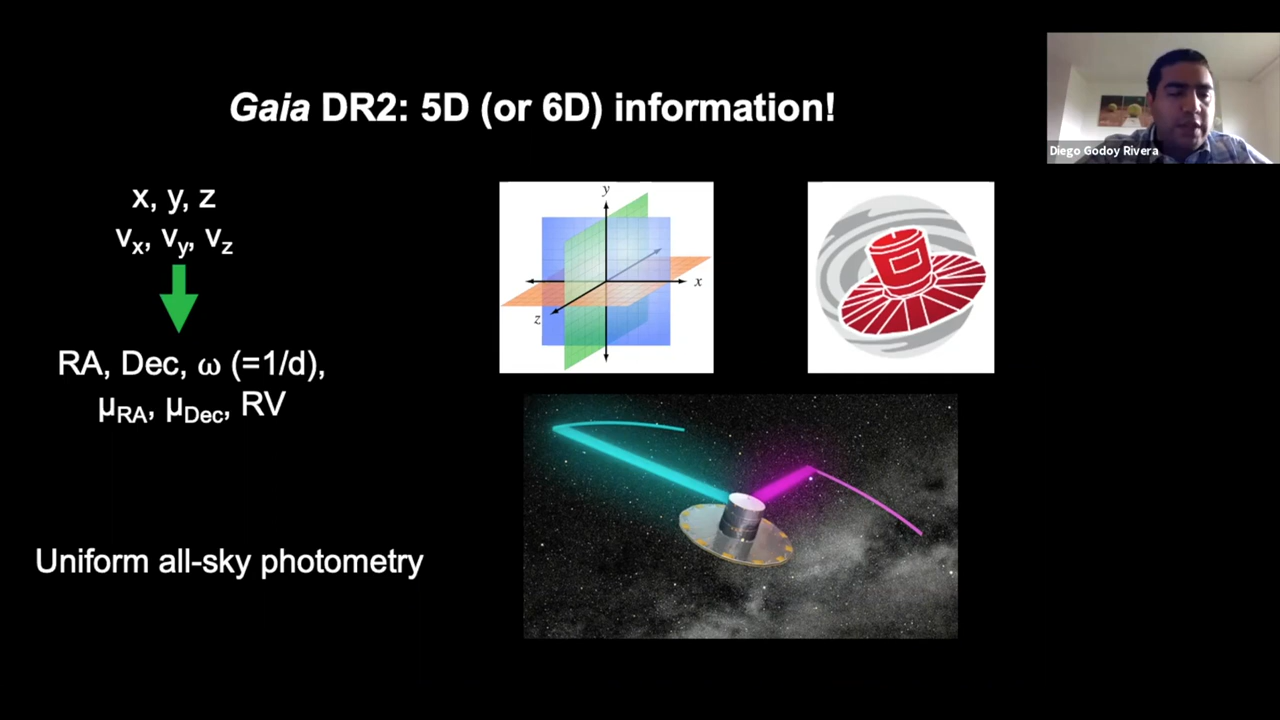 Gaia DR2: 5D (or 6D) information!
Diego Godoy Rivera
x, y, z
vx, vy, vz
RA, Dec, ω (=1/d),
μRA, μDec, RV
Uniform all-sky photometry
y
x
z